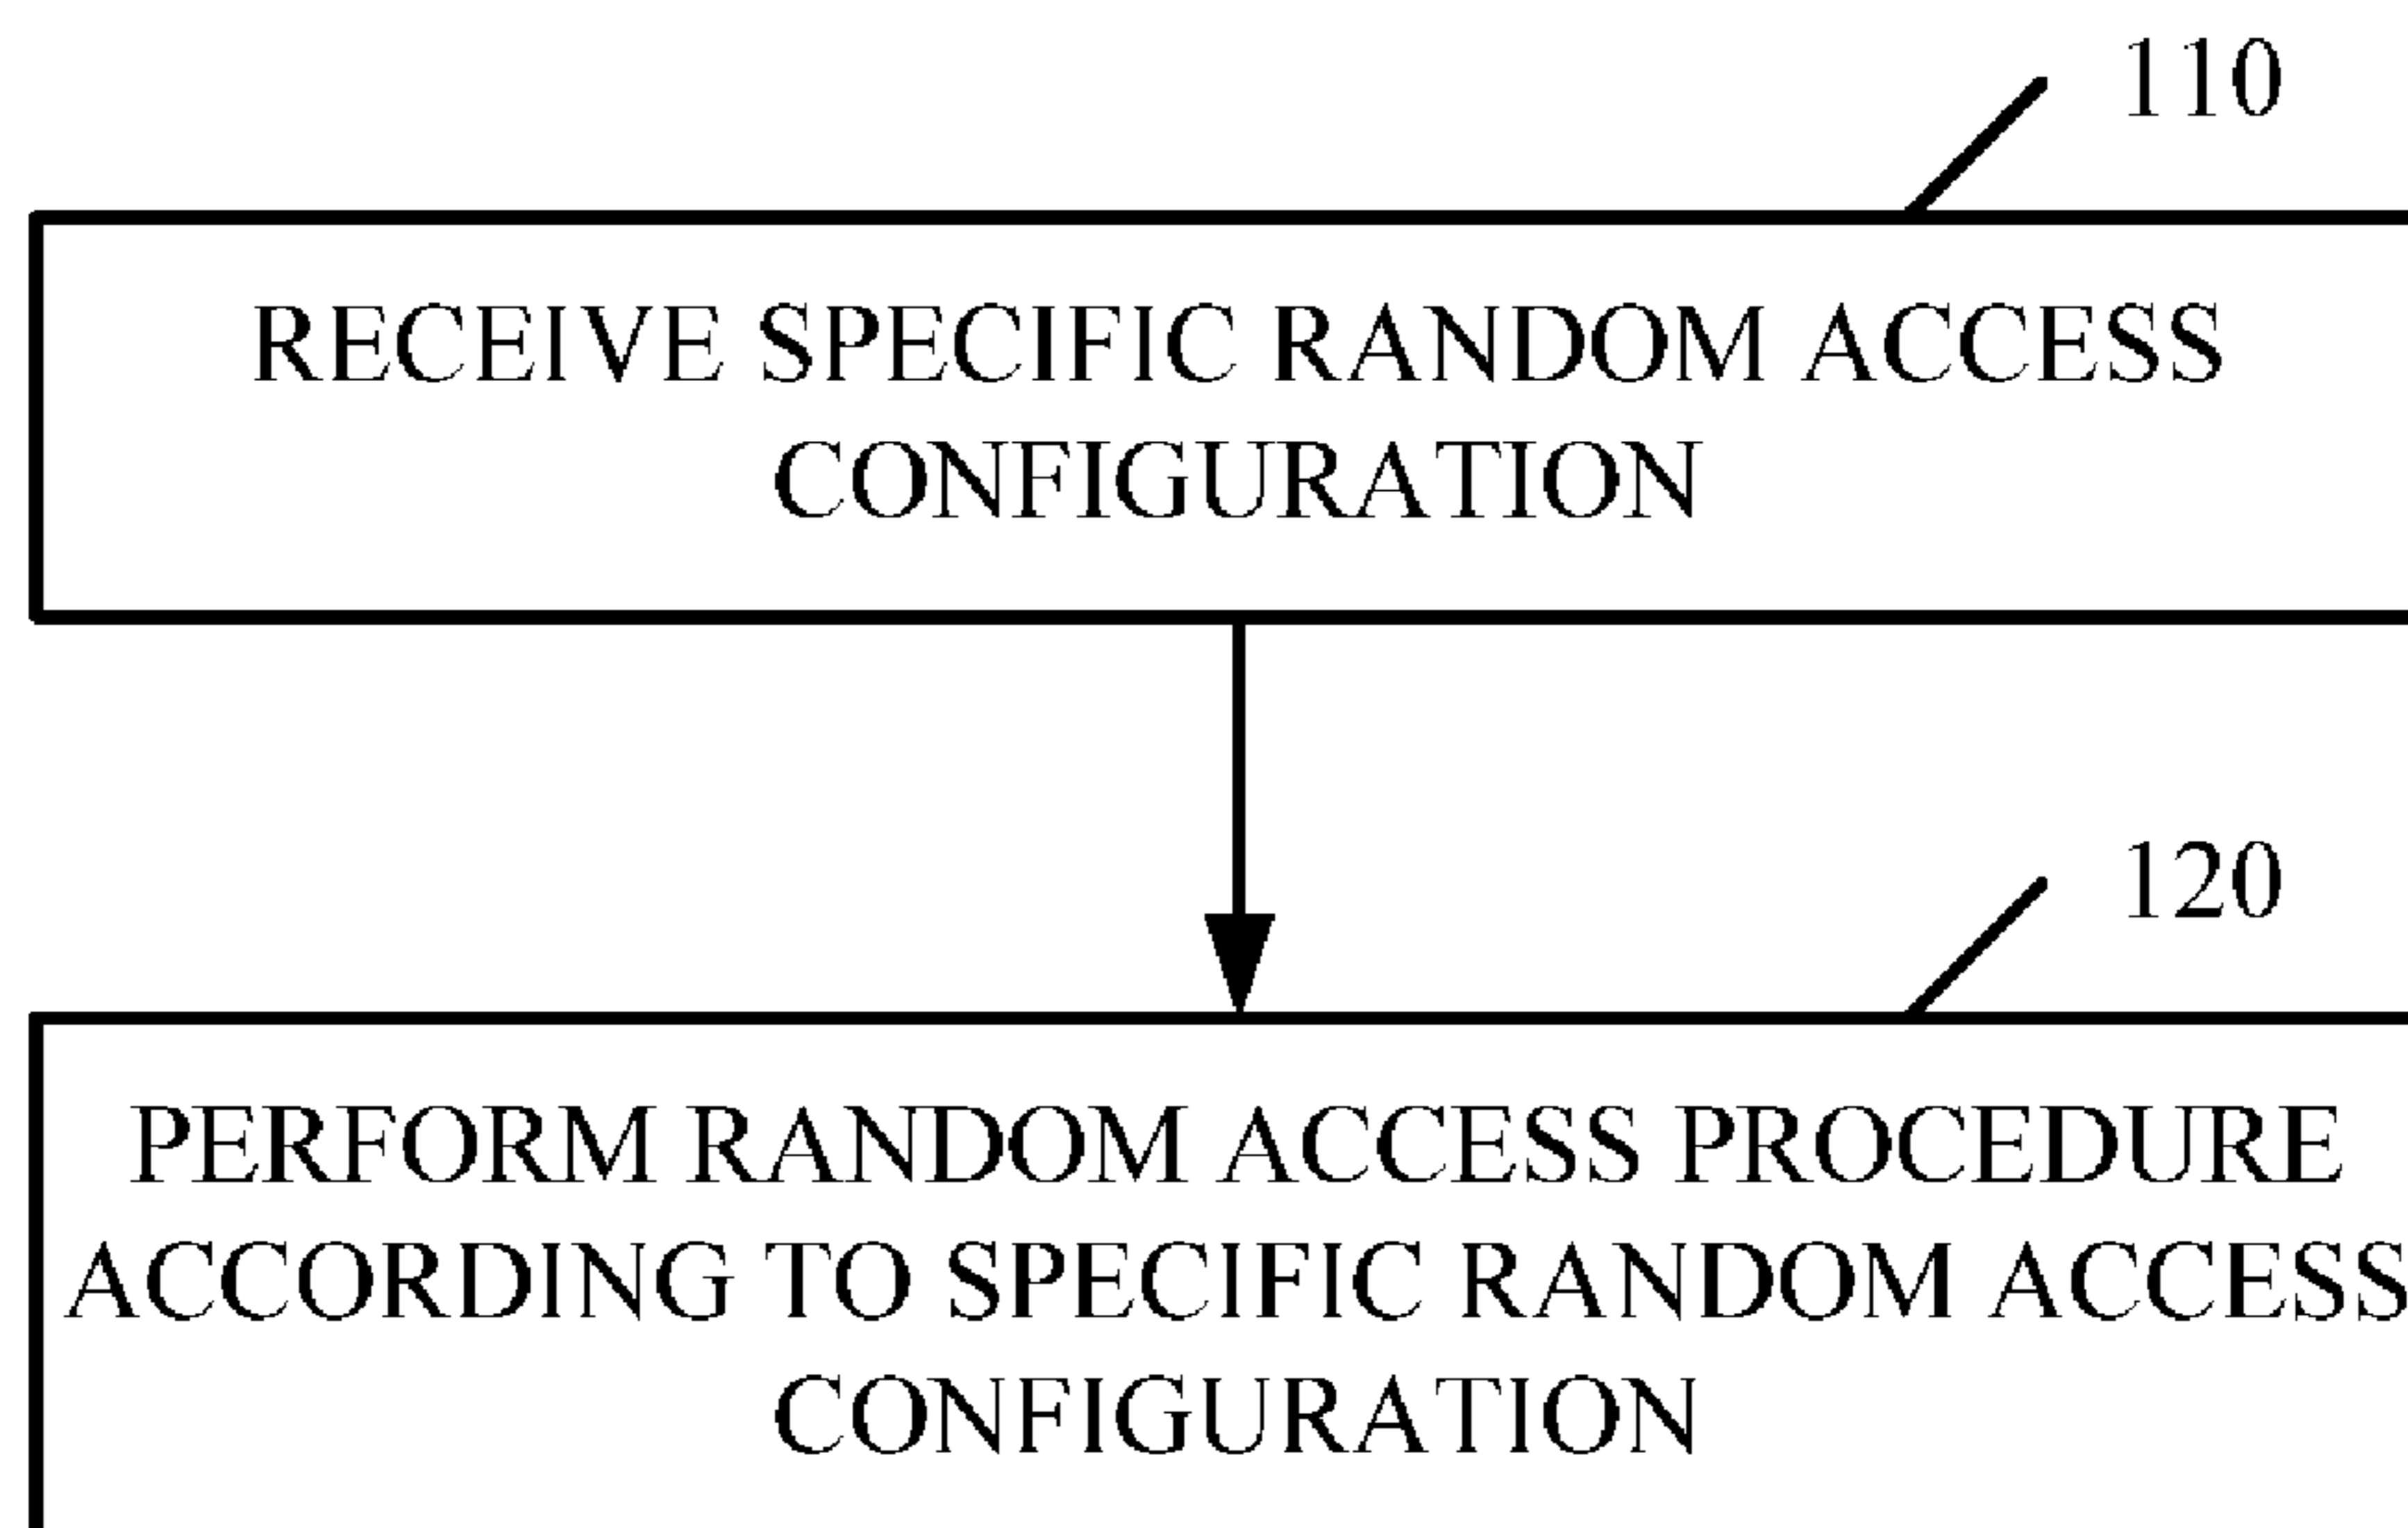 110
RECEIVE SPECIFIC RANDOM ACCESS
CONFIGURATION
120
PERFORM RANDOM ACCESS PROCEDURE
ACCORDING TO SPECIFIC RANDOM ACCESS
CONFIGURATION